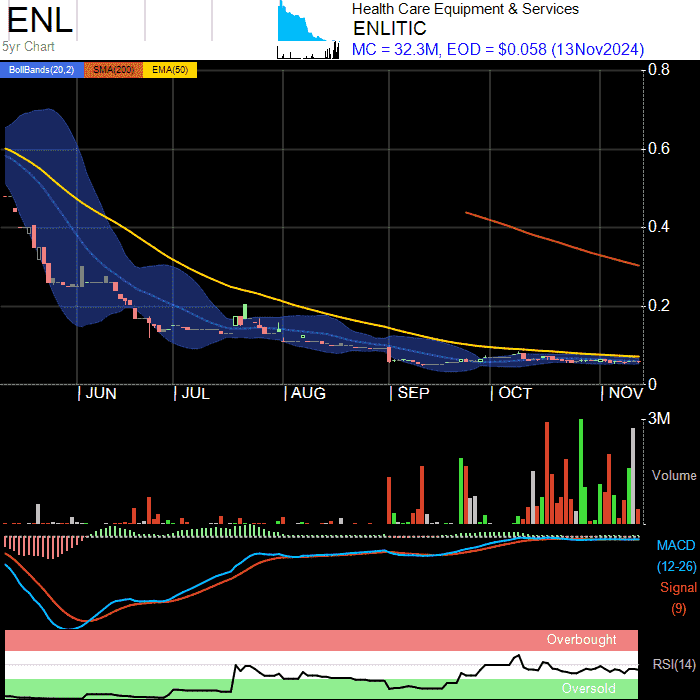 ENL
5yr Chart
Health Care Equipment & Services
ENLITIC
MC = 32.3M, EOD = $0.058 (13Nov2024)
BollBands(20,2) SMA(200) EMA(50)
0.8
0.6
0.4
0.2
0
| JUN | JUL | AUG | SEP | OCT | NOV
3M
Volume
MACD
(12-26)
Signal
(9)
Overbought
RSI(14)
Oversold